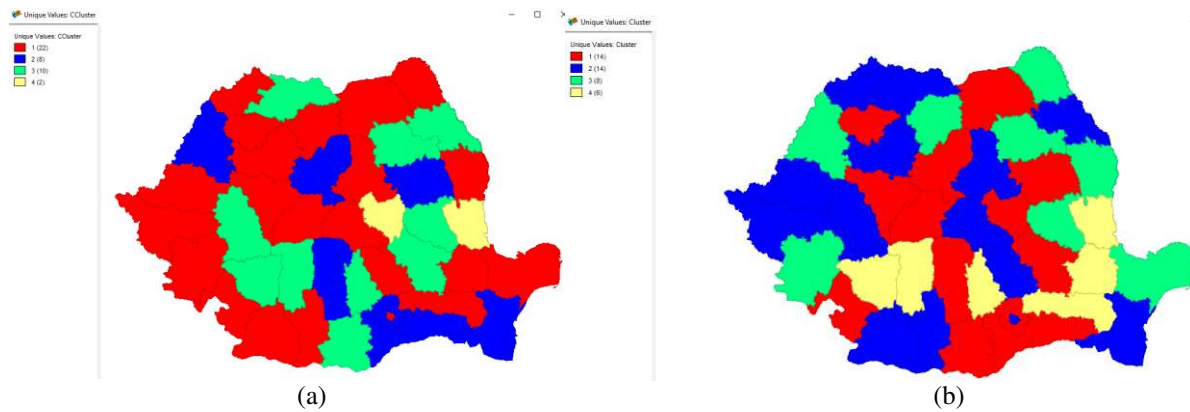 Unique Values: CCluster
Unique Values: CCluster
1 (22)
2 (8)
3 (10)
4 (2)
(a)
Unique Values: Cluster
Unique Values: Cluster
1 (14)
2 (14)
3 (8)
4 (6)
(b)